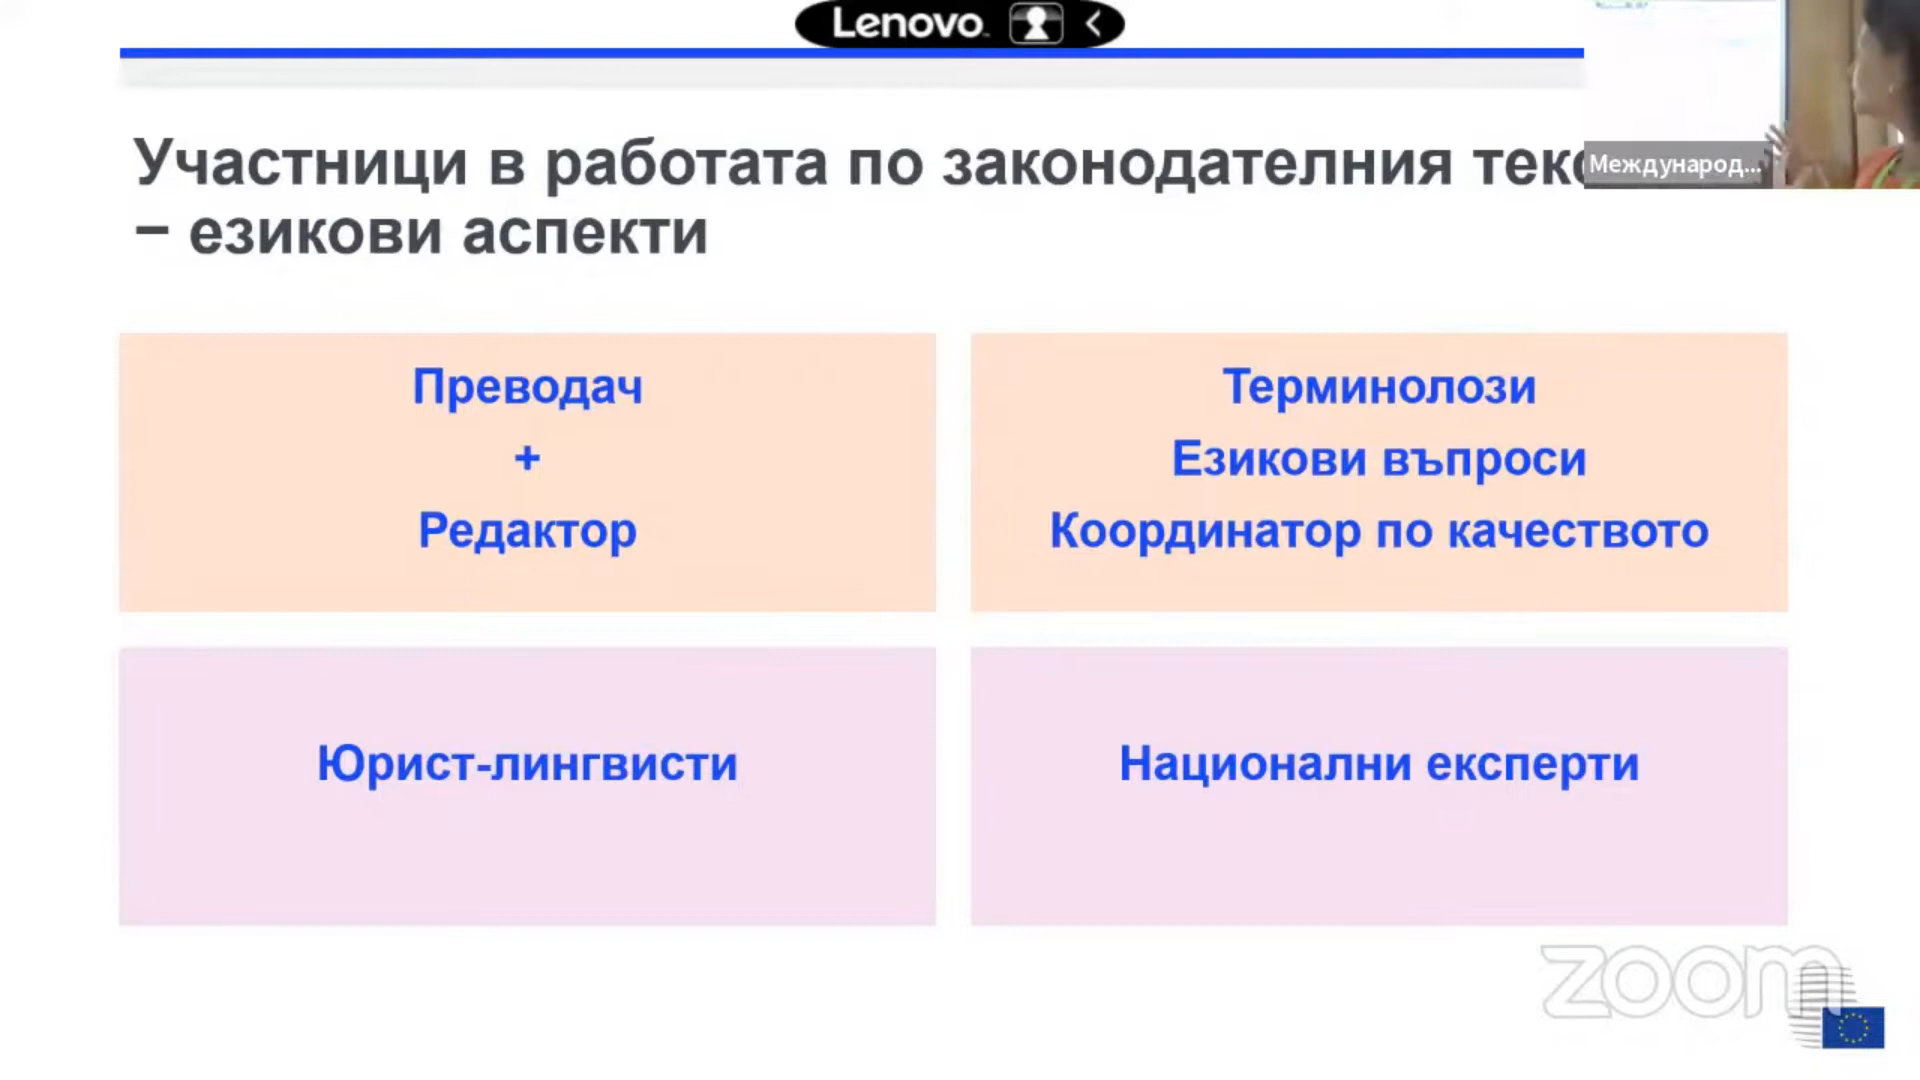 Lenovo
Участници в работата по законодателния
Международ...
− езикови аспекти
Преводач
+
Редактор
Терминолози
Езикови въпроси
Координатор по качеството
Юрист-лингвисти
Национални експерти
zoom